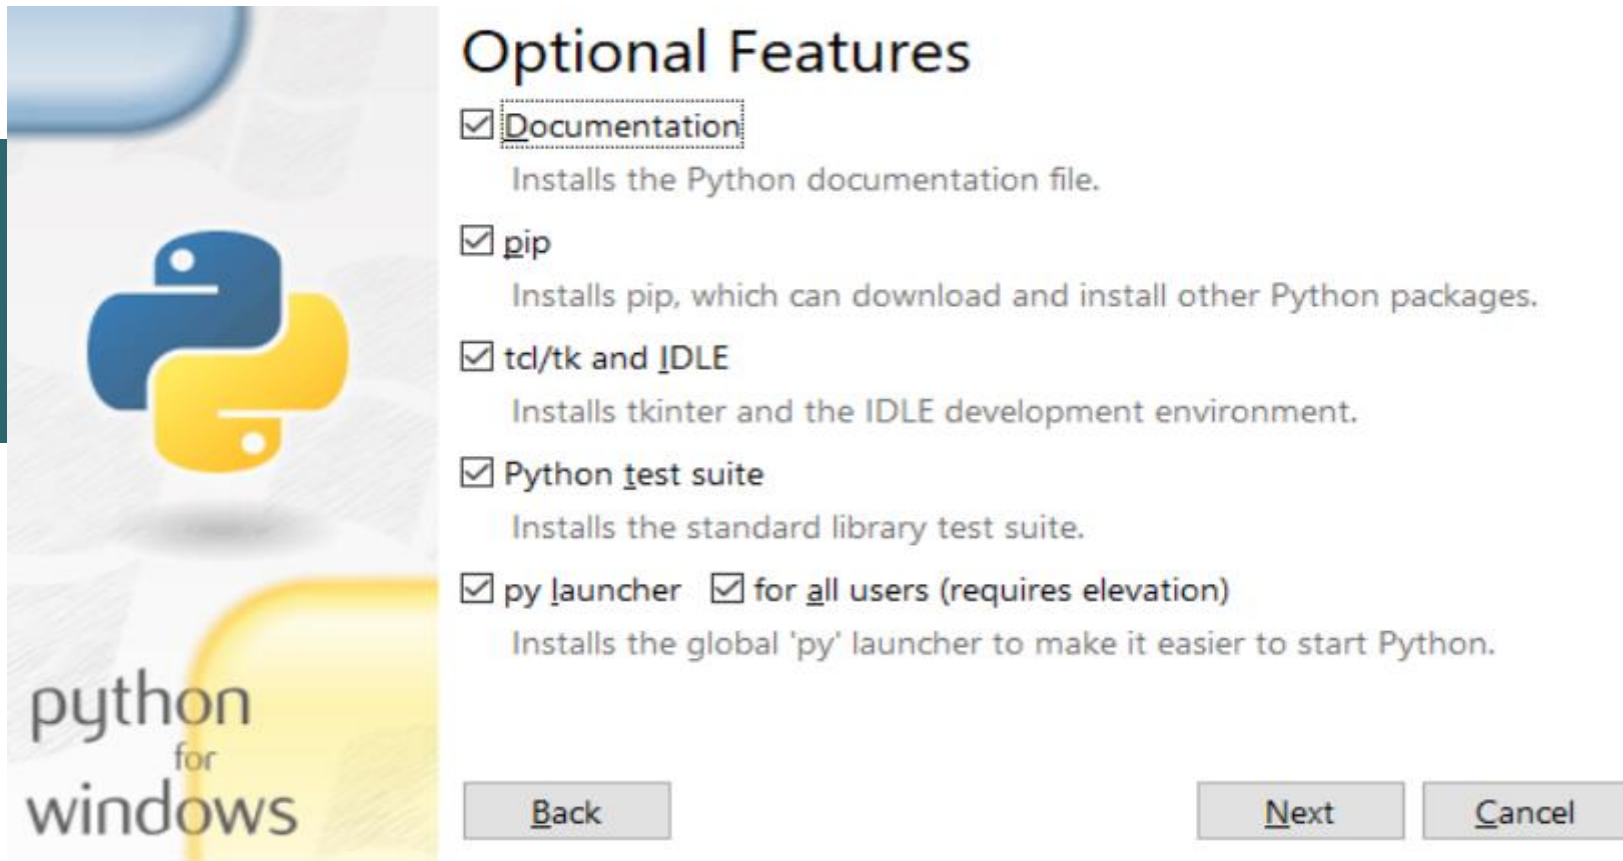 Optional Features
Documentation
Installs the Python documentation file.
pip
Installs pip, which can download and install other Python packages.
tcl/tk and IDLE
Installs tkinter and the IDLE development environment.
Python test suite
Installs the standard library test suite.
py launcher for all users (requires elevation)
Installs the global 'py' launcher to make it easier to start Python.
python
for
windows
Back Next Cancel